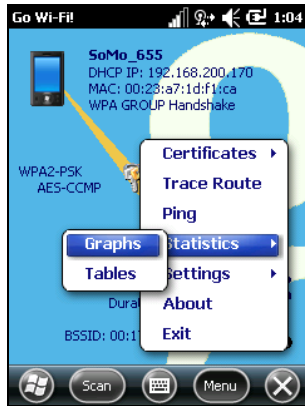 Go Wi-Fi! 1:04
SoMo_655
DHCP IP: 192.168.200.170
MAC: 00:23:a7:1d:f1:ca
WPA GROUP Handshake
WPA2-PSK
AES-CCMP
Certificates
Trace Route
Ping
Statistics
Graphs
Tables
Settings
About
Exit
Dura
BSSID: 00:1
Scan
Menu